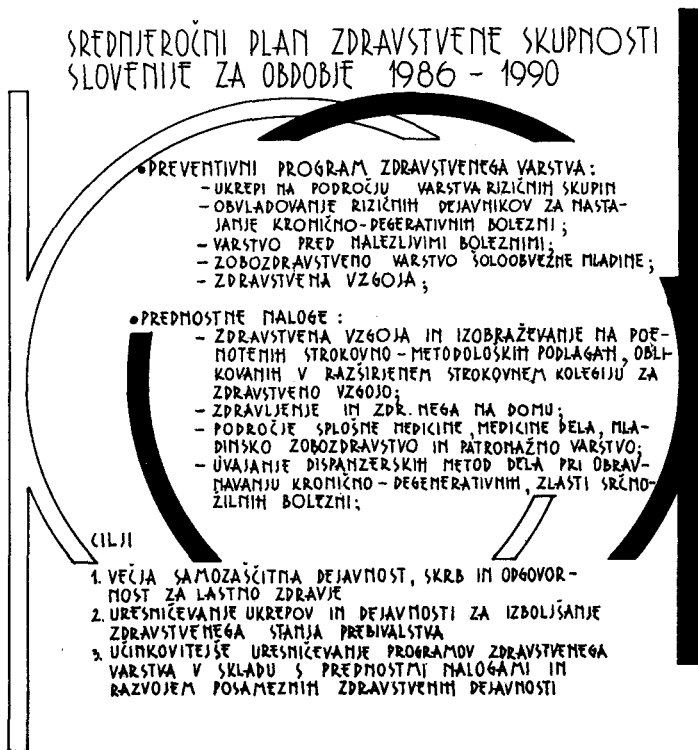 SREDNJEROČNI PLAN ZDRAVSTVENE SKUPNOSTI
SLOVENIJE ZA OBDOBJE 1986 - 1990
•PREVENTIVNI PROGRAM ZDRAVSTVENEGA VARSTVA:
- UKREPI NA PODROČJU VARSTVA RIZIČNIH SKUPIN
- OBVLADOVANJE RIZIČNIH DEJAVNIKOV ZA NASTA-
JANJE KRONIČNO-DEGERATIVNIH BOLEZNI;
- VARSTVO PRED NALEZLJIVIMI BOLEZNIMI;
- ZOBOZDRAVSTVENO VARSTVO ŠOLOOBVEZNE MLADINE;
- ZDRAVSTVENA VZGOJA;
•PREDNOSTNE NALOGE:
- ZDRAVSTVENA VZGOJA IN IZOBRAŽEVANJE NA POE-
NOTENIH STROKOVNO-METODOLOŠKIH PODLAGAH, OBLI-
KOVANIH V RAZŠIRJENEM STROKOVNEM KOLEGIJU ZA
ZDRAVSTVENO VZGOJO;
- ZDRAVLJENJE IN ZDR. NEGA NA DOMU;
- PODROČJE SPLOŠNE MEDICINE, MEDICINE DELA, MLA-
DINSKO ZOBOZDRAVSTVO IN PATRONAŽNO VARSTVO;
- UVAJANJE DISPANZERSKIH METOD DELA PRI OBRAV-
NAVANJU KRONIČNO-DEGENERATIVNIH, ZLASTI SRČNO-
ŽILNIH BOLEZNI;
CILJI
1. VEČJA SAMOZAŠČITNA DEJAVNOST, SKRB IN ODGOVOR-
NOST ZA LASTNO ZDRAVJE
2. URESNIČEVANJE UKREPOV IN DEJAVNOSTI ZA IZBOLJŠANJE
ZDRAVSTVENEGA STANJA PREBIVALSTVA
3. UČINKOVITEJŠE URESNIČEVANJE PROGRAMOV ZDRAVSTVENEGA
VARSTVA V SKLADU S PREDNOSTMI NALOGAMI IN
RAZVOJEM POSAMEZNIH ZDRAVSTVENIH DEJAVNOSTI